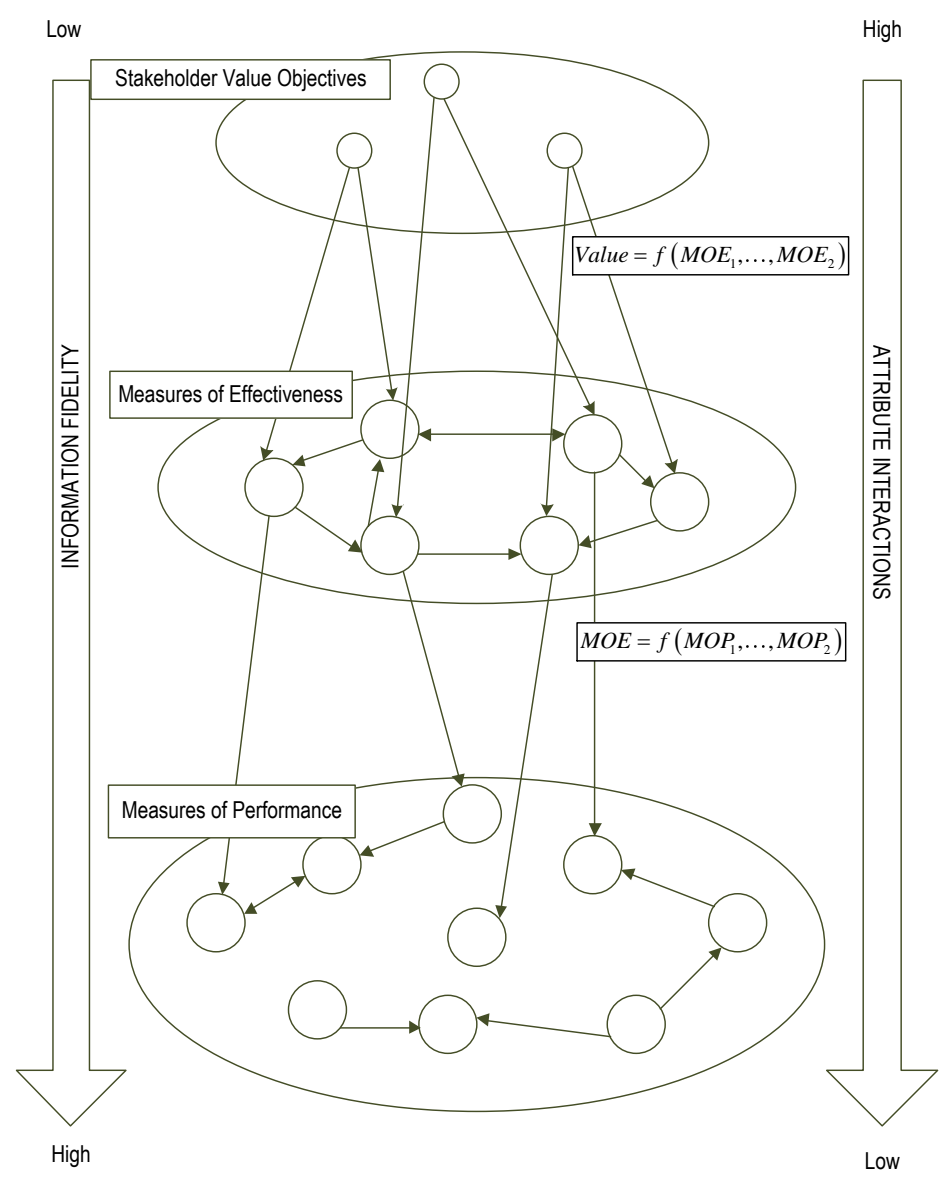 Low
High
Stakeholder Value Objectives
Value = f (MOE₁,…,MOE₂)
INFORMATION FIDELITY
ATTRIBUTE INTERACTIONS
Measures of Effectiveness
MOE = f (MOP₁,…,MOP₂)
Measures of Performance
High
Low